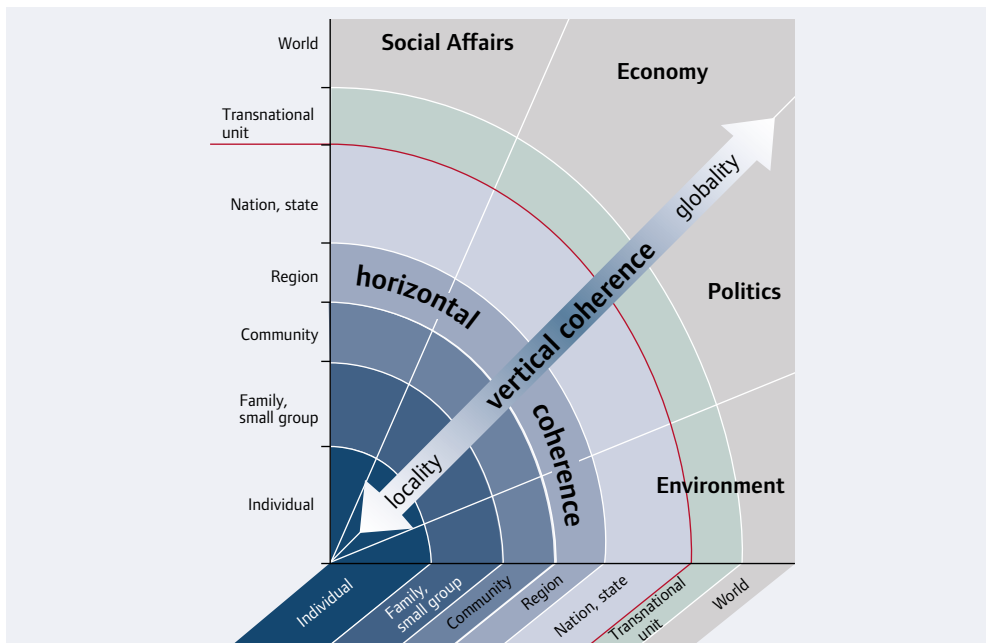 World
Social Affairs
Economy
Transnational
unit
Nation, state
globality
Region
horizontal
vertical coherence
Politics
Community
Family,
small group
coherence
locality
Environment
Individual
Individual
Family,
small group
Community
Region
Nation, state
Transnational
unit
World